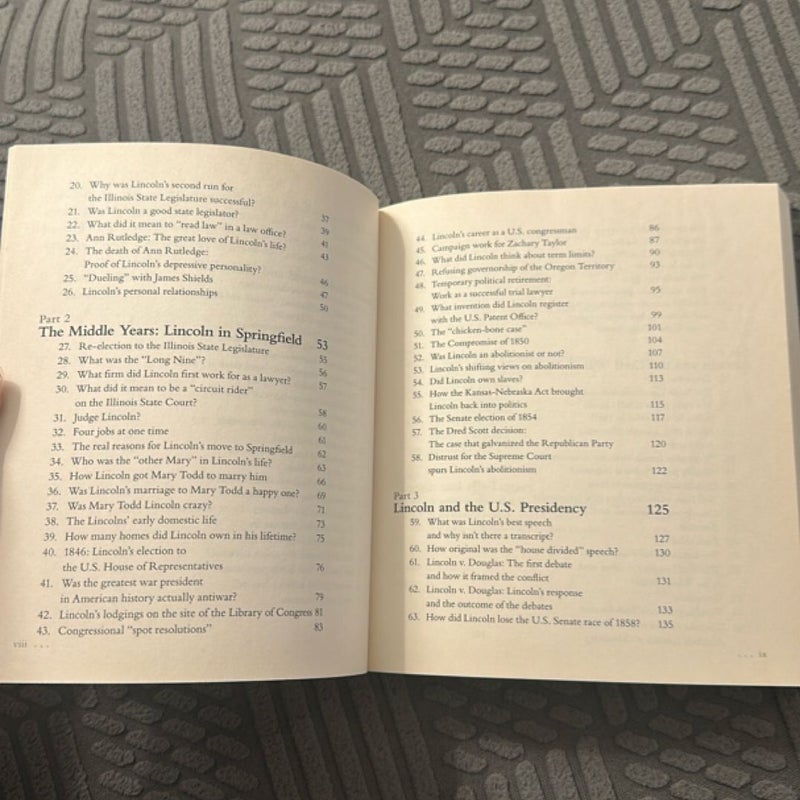 20. Why was Lincoln's second run for
the Illinois State Legislature successful? 37
21. Was Lincoln a good state legislator? 39
22. What did it mean to "read law" in a law office? 41
23. Ann Rutledge: The great love of Lincoln's life? 43
24. The death of Ann Rutledge:
Proof of Lincoln's depressive personality? 46
25. "Dueling" with James Shields 47
26. Lincoln's personal relationships 50
Part 2
The Middle Years: Lincoln in Springfield 53
27. Re-election to the Illinois State Legislature 55
28. What was the "Long Nine"? 56
29. What firm did Lincoln first work for as a lawyer? 57
30. What did it mean to be a "circuit rider"
on the Illinois State Court? 58
31. Judge Lincoln? 60
32. Four jobs at one time 61
33. The real reasons for Lincoln's move to Springfield 62
34. Who was the "other Mary" in Lincoln's life? 63
35. How Lincoln got Mary Todd to marry him 66
36. Was Lincoln's marriage to Mary Todd a happy one? 69
37. Was Mary Todd Lincoln crazy? 71
38. The Lincolns' early domestic life 73
39. How many homes did Lincoln own in his lifetime? 75
40. 1846: Lincoln's election to
the U.S. House of Representatives 76
41. Was the greatest war president
in American history actually antiwar? 79
42. Lincoln's lodgings on the site of the Library of Congress 81
43. Congressional "spot resolutions" 83
viii ...
44. Lincoln's career as a U.S. congressman 86
45. Campaign work for Zachary Taylor 87
46. What did Lincoln think about term limits? 90
47. Refusing governorship of the Oregon Territory 93
48. Temporary political retirement:
Work as a successful trial lawyer 95
49. What invention did Lincoln register
with the U.S. Patent Office? 99
50. The "chicken-bone case" 101
51. The Compromise of 1850 104
52. Was Lincoln an abolitionist or not? 107
53. Lincoln's shifting views on abolitionism 110
54. Did Lincoln own slaves? 113
55. How the Kansas-Nebraska Act brought
Lincoln back into politics 115
56. The Senate election of 1854 117
57. The Dred Scott decision:
The case that galvanized the Republican Party 120
58. Distrust for the Supreme Court
spurs Lincoln's abolitionism 122
Part 3
Lincoln and the U.S. Presidency 125
59. What was Lincoln's best speech
and why isn't there a transcript? 127
60. How original was the "house divided" speech? 130
61. Lincoln v. Douglas: The first debate
and how it framed the conflict 131
62. Lincoln v. Douglas: Lincoln's response
and the outcome of the debates 133
63. How did Lincoln lose the U.S. Senate race of 1858? 135
... ix